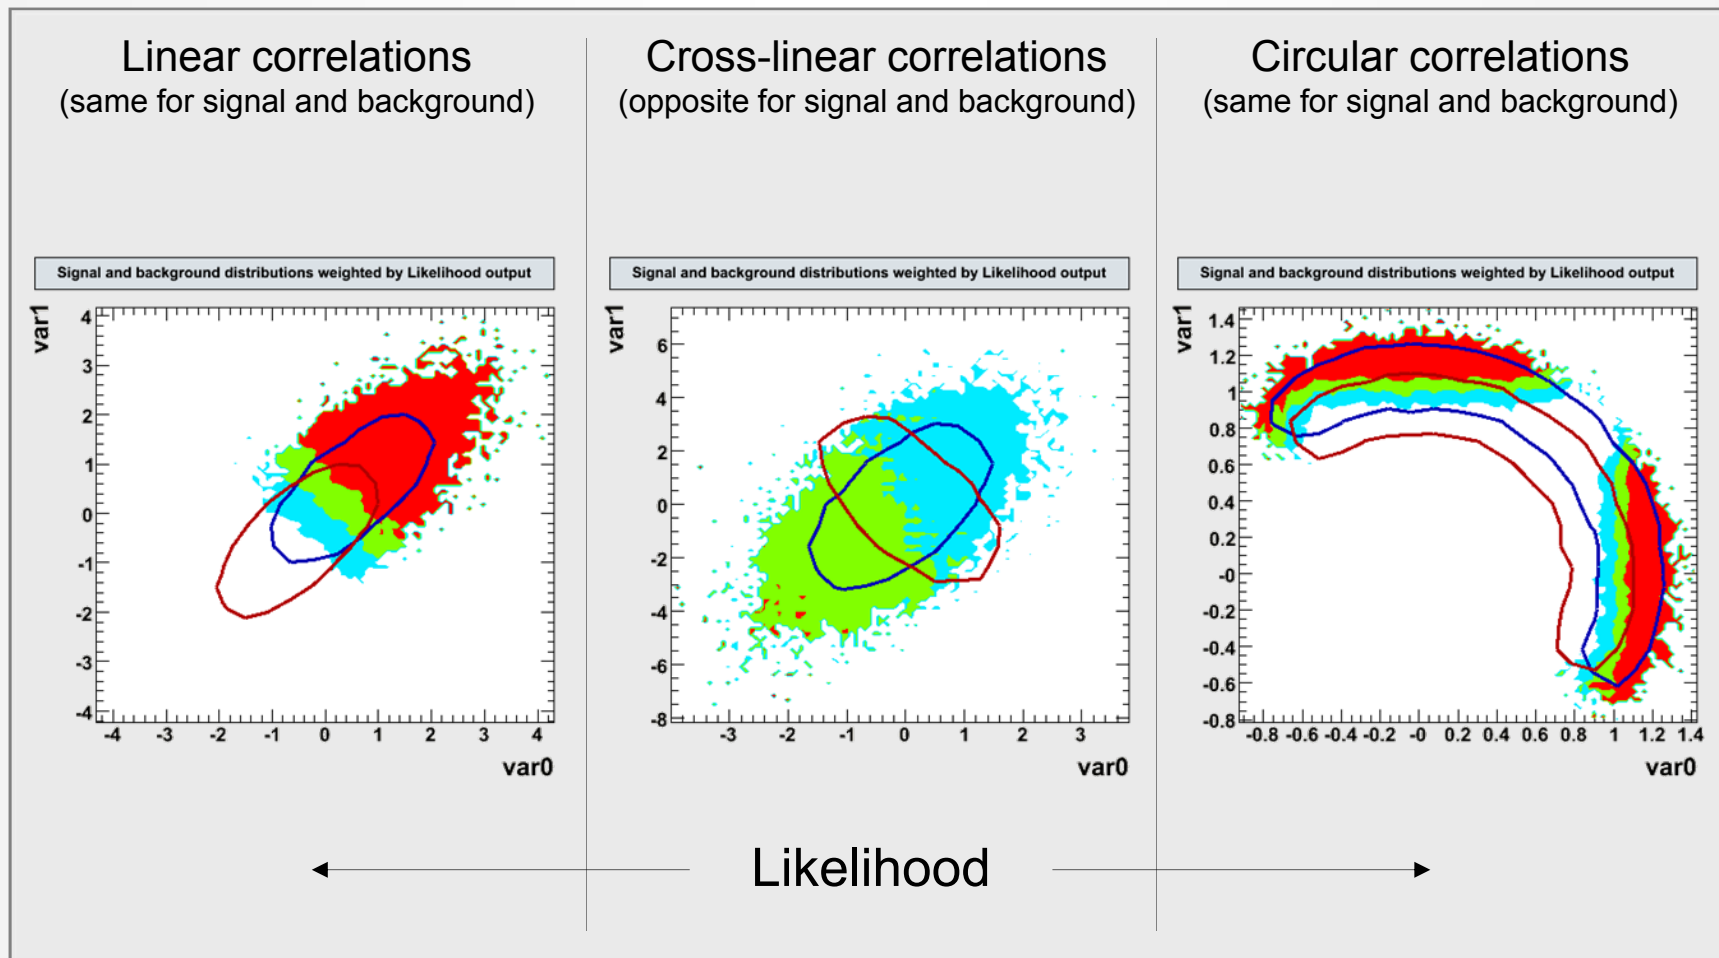 Linear correlations
(same for signal and background)
Cross-linear correlations
(opposite for signal and background)
Circular correlations
(same for signal and background)
Signal and background distributions weighted by Likelihood output
var1
4
3
2
1
0
-1
-2
-3
-4
-4 -3 -2 -1 0 1 2 3 4
var0
Signal and background distributions weighted by Likelihood output
var1
6
4
2
0
-2
-4
-6
-8
-3 -2 -1 0 1 2 3
var0
Signal and background distributions weighted by Likelihood output
var1
1.4
1.2
1
0.8
0.6
0.4
0.2
-0
-0.2
-0.4
-0.6
-0.8
-0.8 -0.6 -0.4 -0.2 -0 0.2 0.4 0.6 0.8 1 1.2 1.4
var0
Likelihood